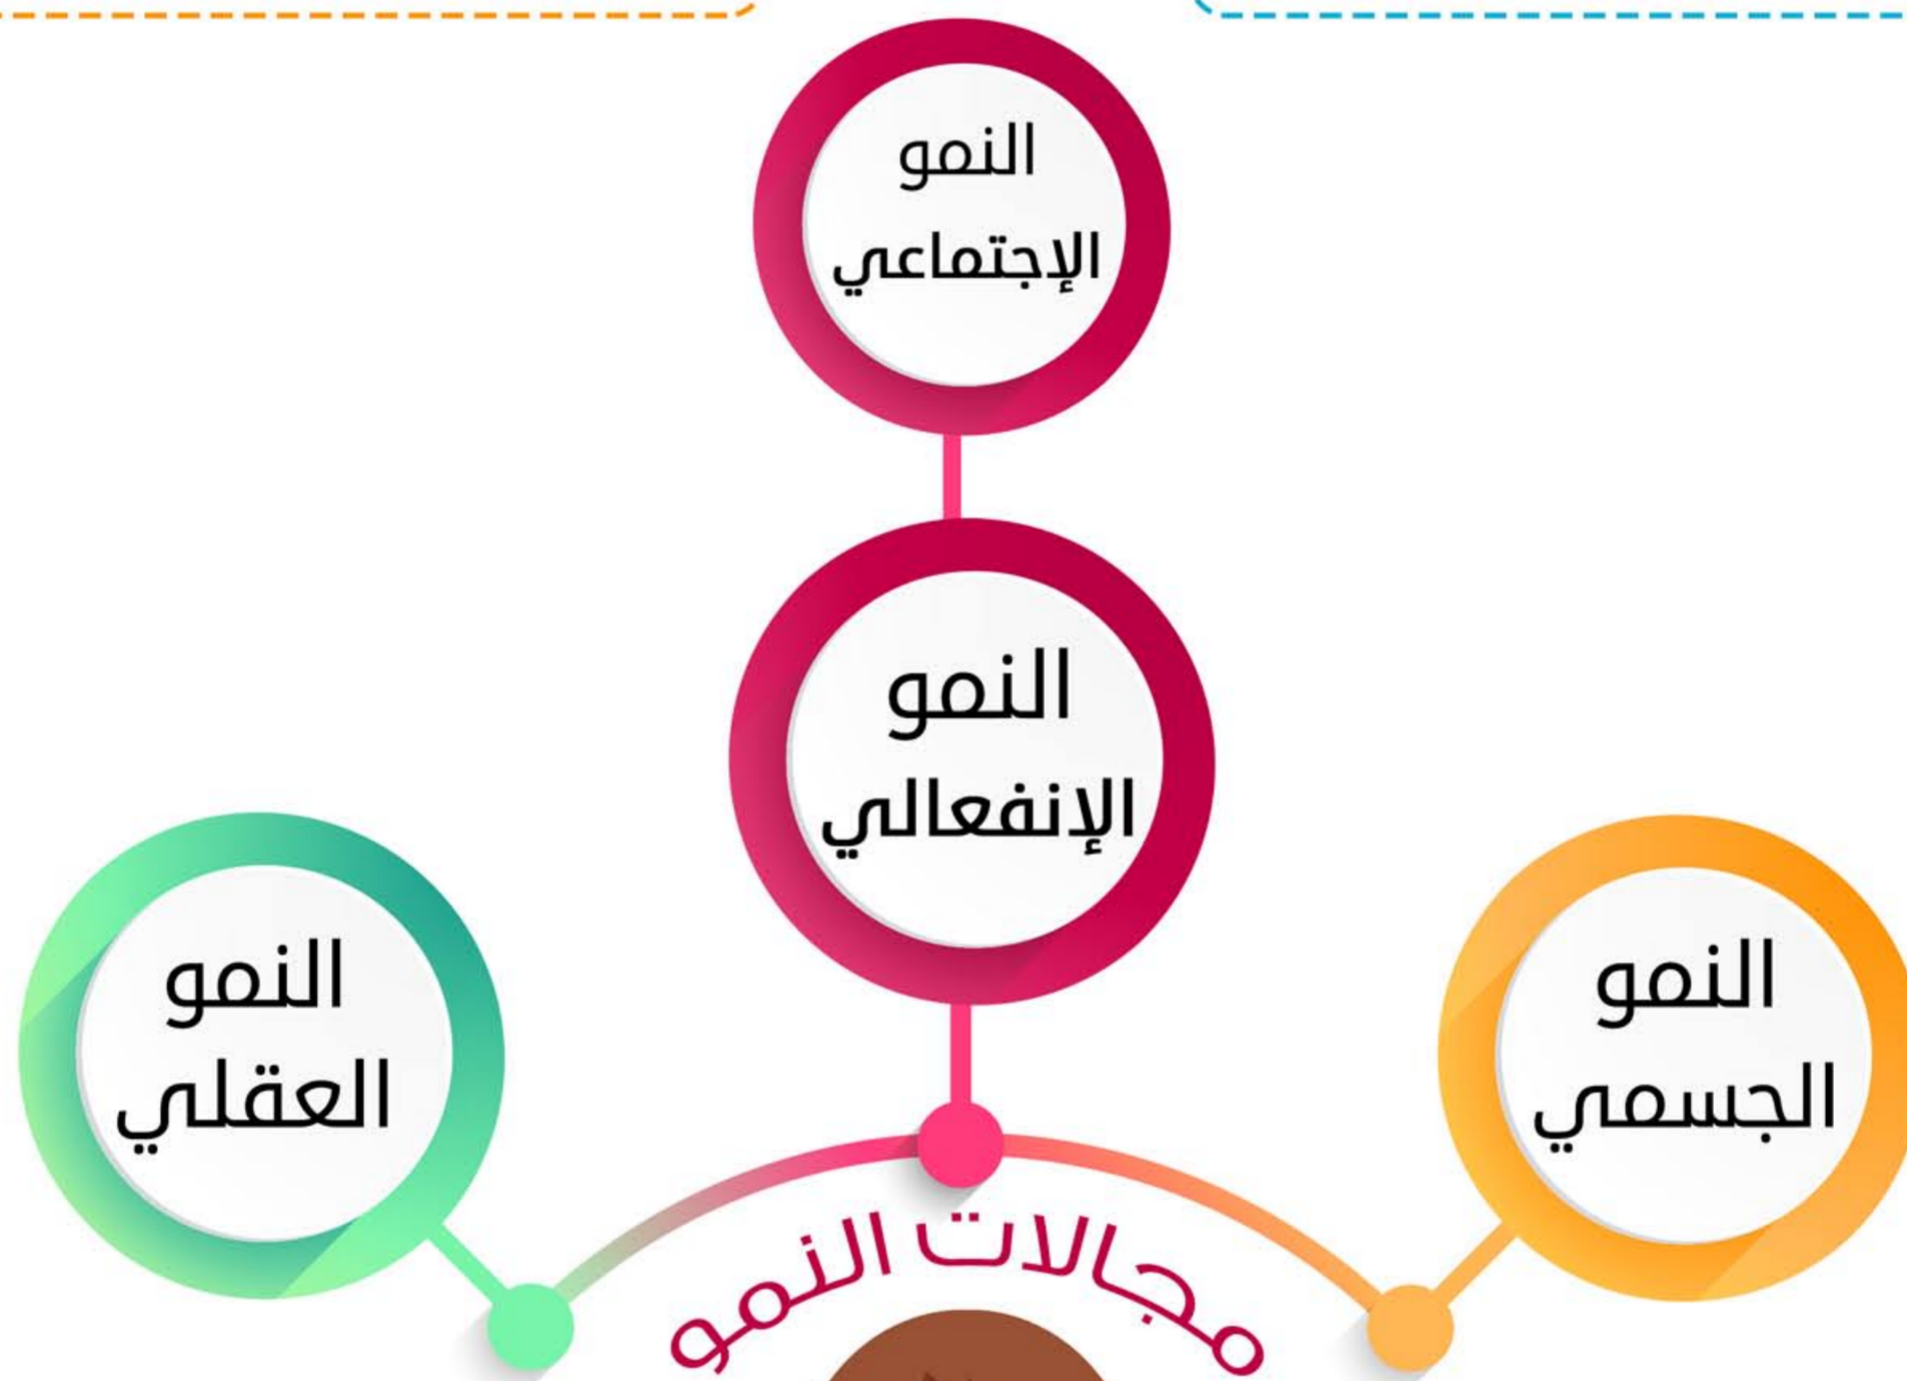 النمو
الإجتماعي
النمو
الإنفعالي
النمو
الجسمي
النمو
العقلي
مجالات النمو